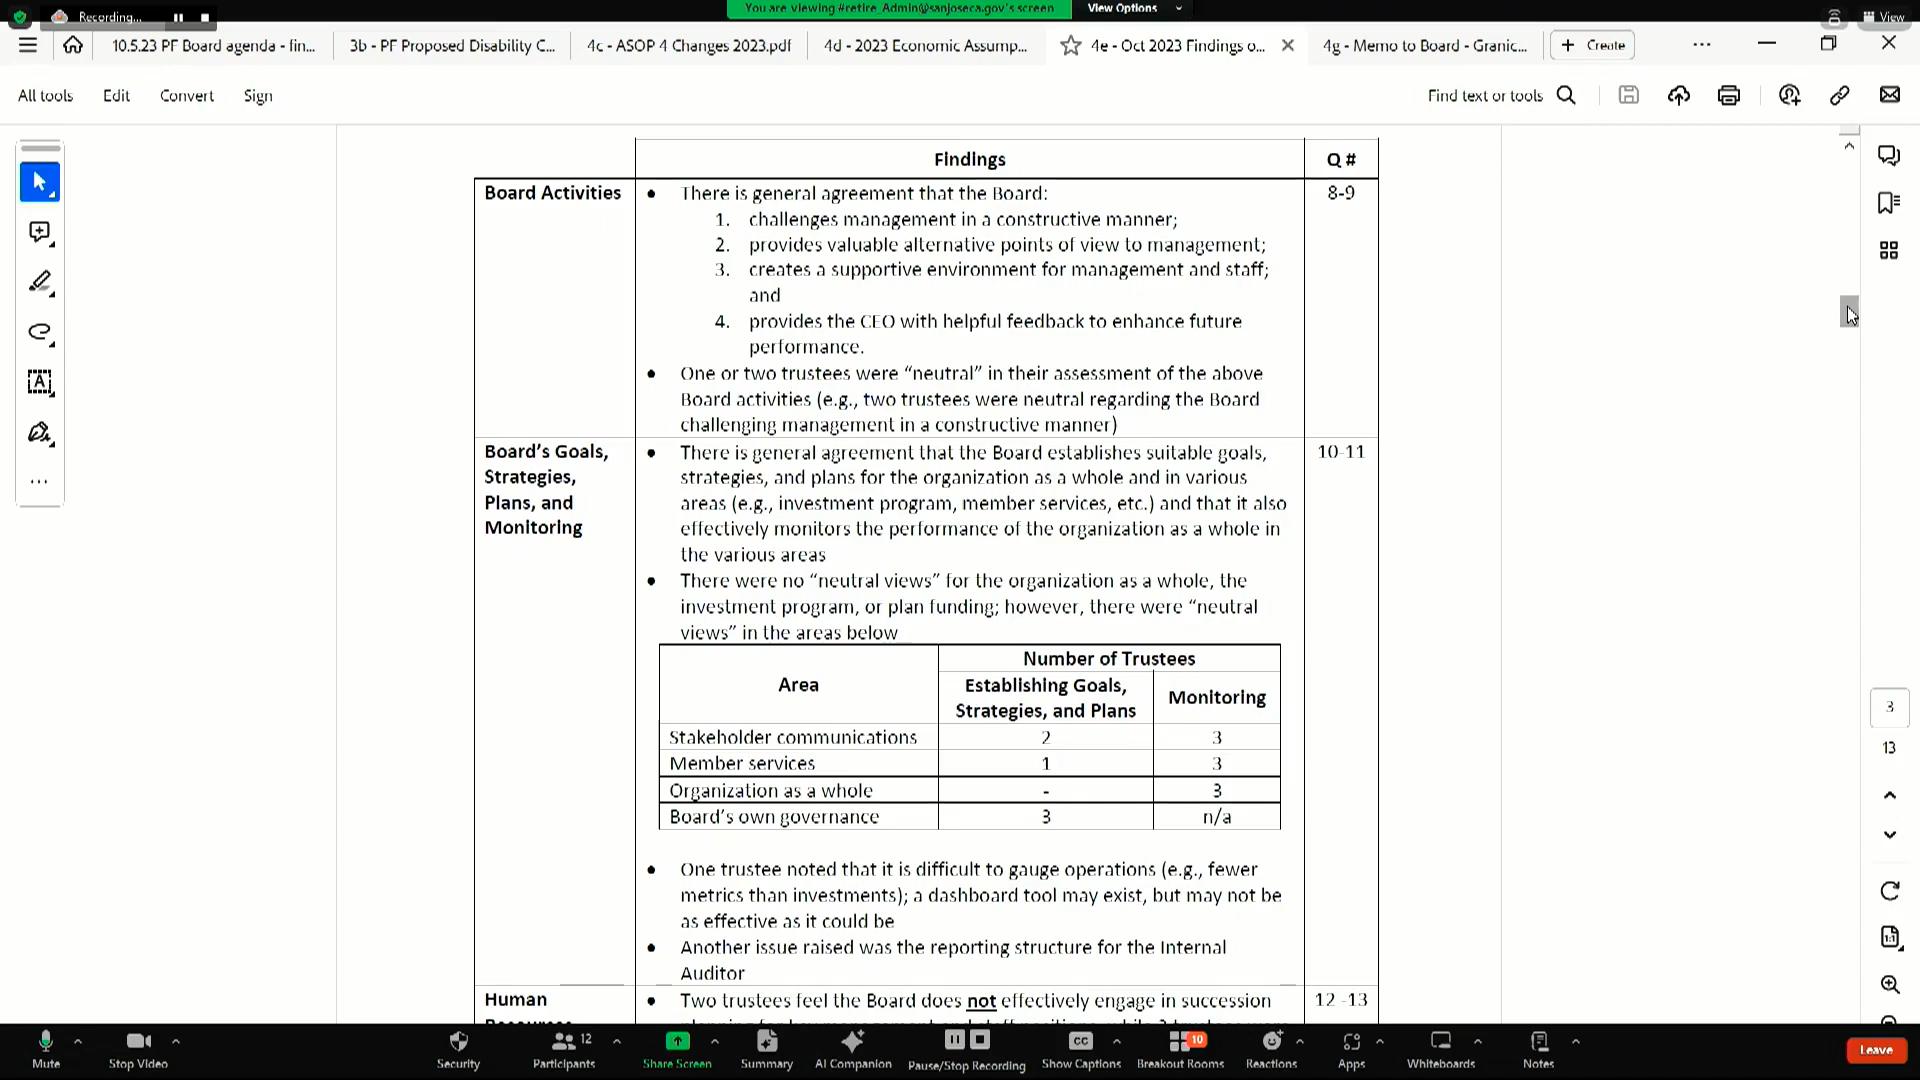 Recording...
You are viewing #retire_Admin@sanjoseca.gov's screen
View Options
View
10.5.23 PF Board agenda - fin...
3b - PF Proposed Disability C...
4c - ASOP 4 Changes 2023.pdf
4d - 2023 Economic Assump...
4e - Oct 2023 Findings o...
4g - Memo to Board - Granic...
Create
All tools
Edit
Convert
Sign
Find text or tools
Findings
Q #
Board Activities
• There is general agreement that the Board:
8-9
1. challenges management in a constructive manner;
2. provides valuable alternative points of view to management;
3. creates a supportive environment for management and staff;
and
4. provides the CEO with helpful feedback to enhance future
performance.
• One or two trustees were “neutral” in their assessment of the above
Board activities (e.g., two trustees were neutral regarding the Board
challenging management in a constructive manner)
Board’s Goals,
Strategies,
Plans, and
Monitoring
• There is general agreement that the Board establishes suitable goals,
10-11
strategies, and plans for the organization as a whole and in various
areas (e.g., investment program, member services, etc.) and that it also
effectively monitors the performance of the organization as a whole in
the various areas
• There were no “neutral views” for the organization as a whole, the
investment program, or plan funding; however, there were “neutral
views” in the areas below
Area
Number of Trustees
Establishing Goals,
Strategies, and Plans
Monitoring
Stakeholder communications 2 3
Member services 1 3
Organization as a whole - 3
Board’s own governance 3 n/a
• One trustee noted that it is difficult to gauge operations (e.g., fewer
metrics than investments); a dashboard tool may exist, but may not be
as effective as it could be
• Another issue raised was the reporting structure for the Internal
Auditor
Human
• Two trustees feel the Board does not effectively engage in succession
12 -13
3
13
Mute
Stop Video
Security
12
Participants
Share Screen
Summary
AI Companion
Pause/Stop Recording
CC
Show Captions
10
Breakout Rooms
Reactions
Apps
Whiteboards
Notes
Leave